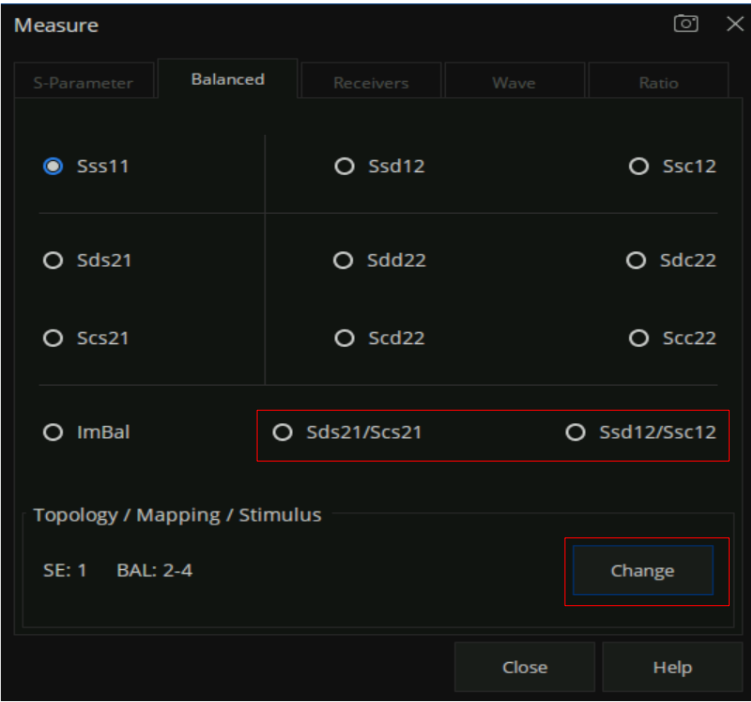 Measure
S-Parameter Balanced Receivers Wave Ratio
Sss11 Ssd12 Ssc12
Sds21 Sdd22 Sdc22
Scs21 Scd22 Scc22
ImBal Sds21/Scs21 Ssd12/Ssc12
Topology / Mapping / Stimulus
SE: 1 BAL: 2-4 Change
Close Help